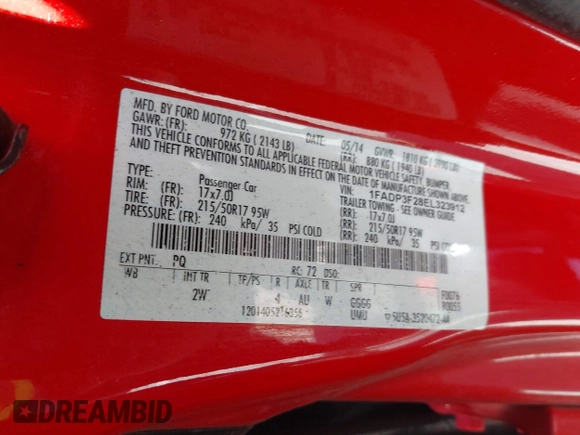 MFD. BY FORD MOTOR CO.
DATE: 05/14 GVWR: 1810 KG
GAWR: (FR): 972 KG (2143 LB) (RR): 880 KG (1940 LB)
THIS VEHICLE CONFORMS TO ALL APPLICABLE FEDERAL MOTOR VEHICLE SAFETY, BUMPER,
AND THEFT PREVENTION STANDARDS IN EFFECT ON THE DATE OF MANUFACTURE SHOWN ABOVE.
VIN: 1FADP3F28EL323912
TYPE: Passenger Car TRAILER TOWING - SEE OWNER GUIDE
RIM: (FR): 17x7.0J (RR): 17x7.0J
TIRE: (FR): 215/50R17 95W (RR): 215/50R17 95W
PRESSURE: (FR): 240 kPa/ 35 PSI COLD (RR): 240 kPa/ 35 PSI COLD
EXT PNT: PQ RC: 72 DSO:
WB INT TR TP/PS R AXLE TR SPR
2W 4 AU W GGGG F0076
R0055
UMU
DREAMBID